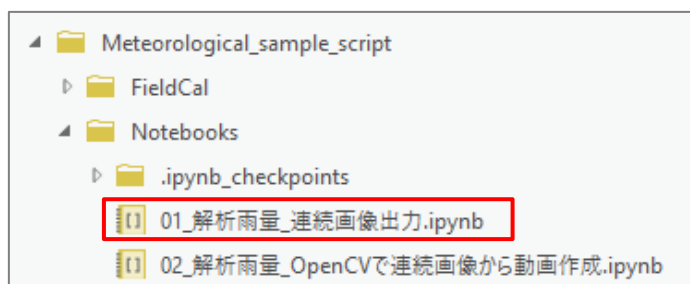 Meteorological_sample_script
FieldCal
Notebooks
.ipynb_checkpoints
01_解析雨量_連続画像出力.ipynb
02_解析雨量_OpenCVで連続画像から動画作成.ipynb